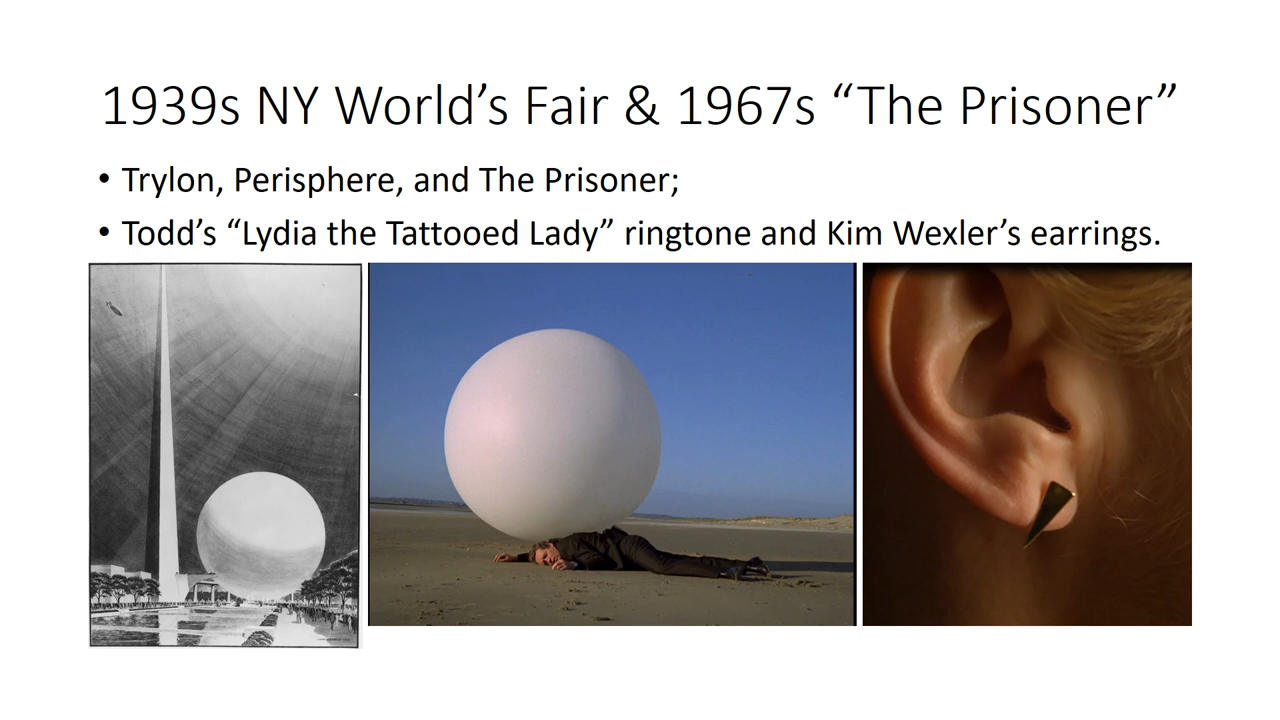 1939s NY World’s Fair & 1967s “The Prisoner”
• Trylon, Perisphere, and The Prisoner;
• Todd’s “Lydia the Tattooed Lady” ringtone and Kim Wexler’s earrings.